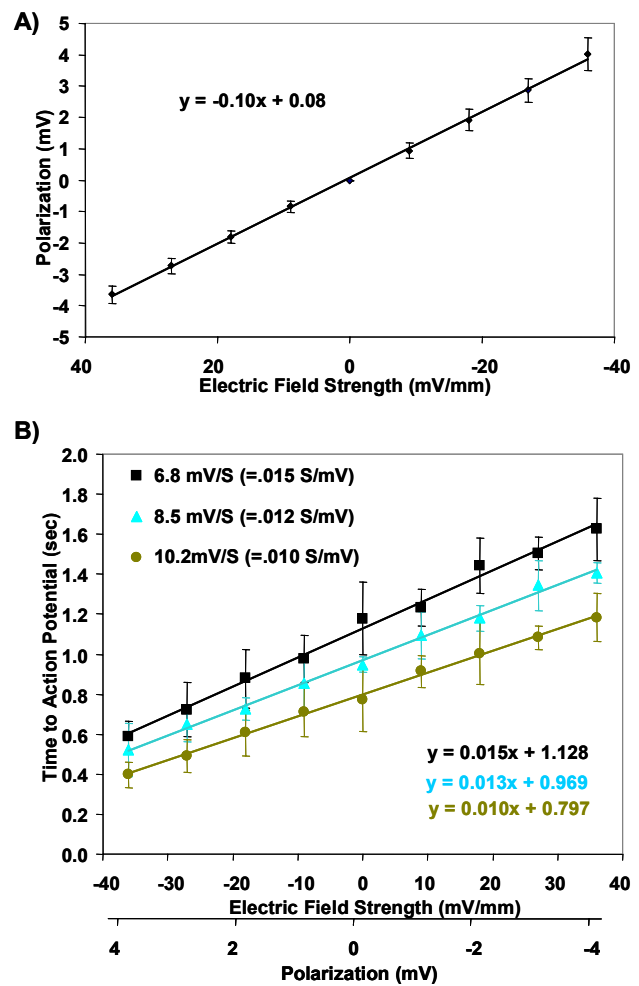 A)
5
4
3
2
1
0
-1
-2
-3
-4
-5
Polarization (mV)
y = -0.10x + 0.08
40 20 0 -20 -40
Electric Field Strength (mV/mm)
B)
2.0
1.8
1.6
1.4
1.2
1.0
0.8
0.6
0.4
0.2
0.0
Time to Action Potential (sec)
6.8 mV/S (=.015 S/mV)
8.5 mV/S (=.012 S/mV)
10.2mV/S (=.010 S/mV)
y = 0.015x + 1.128
y = 0.013x + 0.969
y = 0.010x + 0.797
-40 -30 -20 -10 0 10 20 30 40
Electric Field Strength (mV/mm)
4 2 0 -2 -4
Polarization (mV)